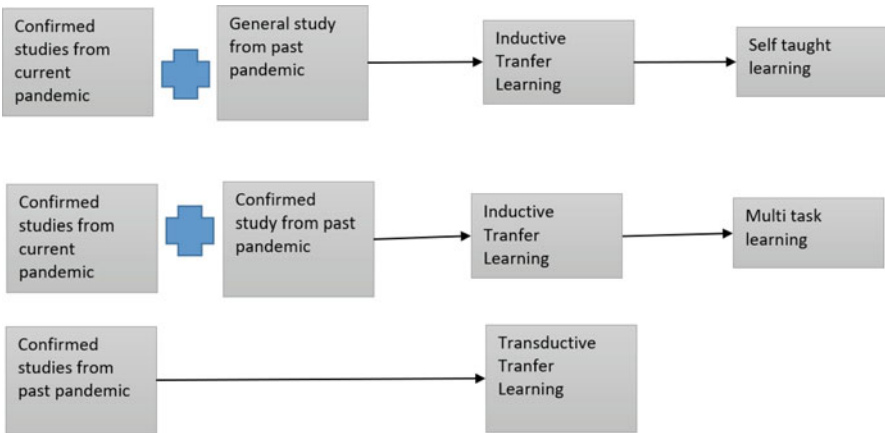 Confirmed
studies from
current
pandemic
General study
from past
pandemic
Inductive
Tranfer
Learning
Self taught
learning
Confirmed
studies from
current
pandemic
Confirmed
study from past
pandemic
Inductive
Tranfer
Learning
Multi task
learning
Confirmed
studies from
past pandemic
Transductive
Tranfer
Learning